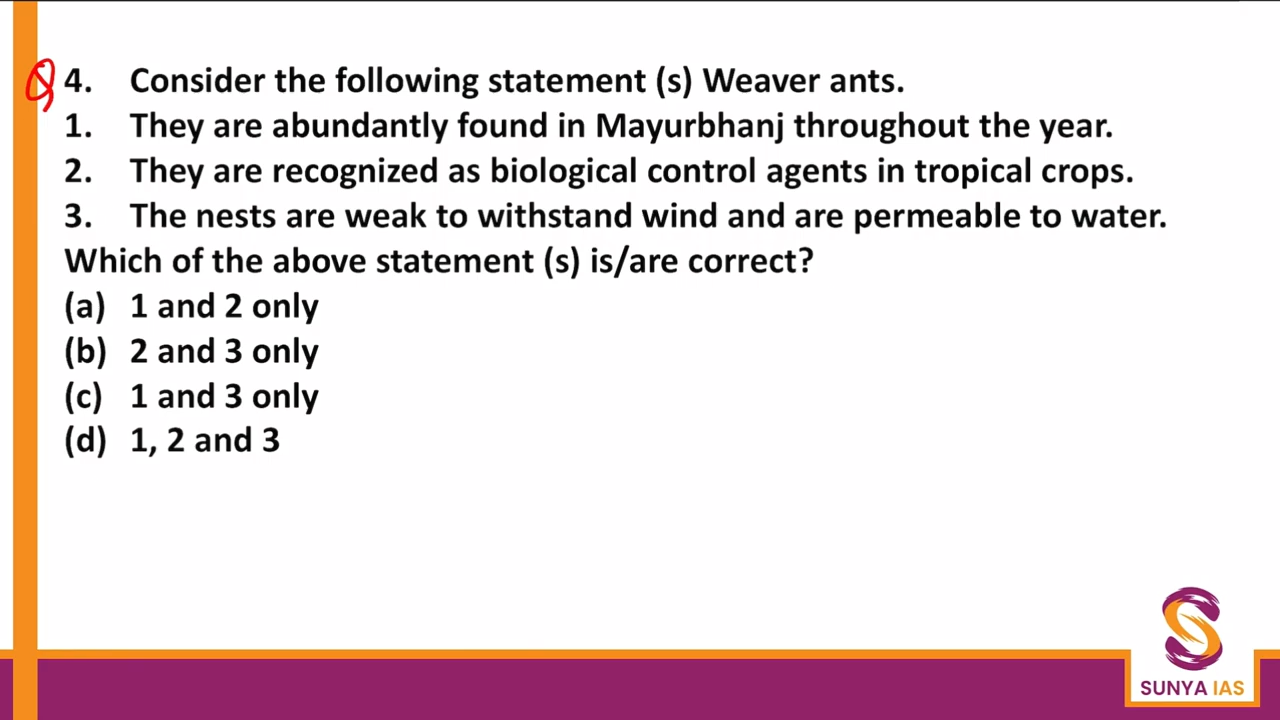 Q 4. Consider the following statement (s) Weaver ants.
1. They are abundantly found in Mayurbhanj throughout the year.
2. They are recognized as biological control agents in tropical crops.
3. The nests are weak to withstand wind and are permeable to water.
Which of the above statement (s) is/are correct?
(a) 1 and 2 only
(b) 2 and 3 only
(c) 1 and 3 only
(d) 1, 2 and 3
SUNYA IAS